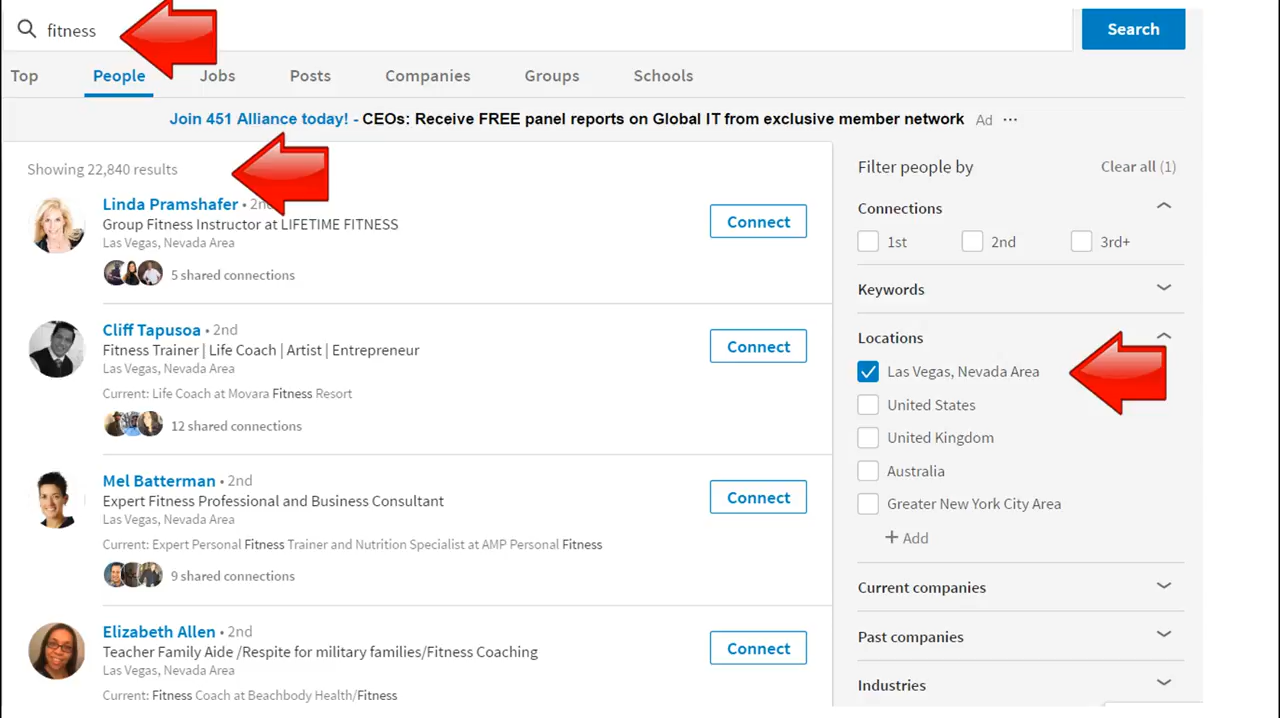 fitness
Search
Top People Jobs Posts Companies Groups Schools
Join 451 Alliance today! - CEOs: Receive FREE panel reports on Global IT from exclusive member network Ad ···
Showing 22,840 results
Linda Pramshafer • 2nd
Group Fitness Instructor at LIFETIME FITNESS
Las Vegas, Nevada Area
5 shared connections
Connect
Cliff Tapusoa • 2nd
Fitness Trainer | Life Coach | Artist | Entrepreneur
Las Vegas, Nevada Area
Current: Life Coach at Movara Fitness Resort
12 shared connections
Connect
Mel Batterman • 2nd
Expert Fitness Professional and Business Consultant
Las Vegas, Nevada Area
Current: Expert Personal Fitness Trainer and Nutrition Specialist at AMP Personal Fitness
9 shared connections
Connect
Elizabeth Allen • 2nd
Teacher Family Aide /Respite for military families/Fitness Coaching
Las Vegas, Nevada Area
Current: Fitness Coach at Beachbody Health/Fitness
Connect
Filter people by Clear all (1)
Connections
1st 2nd 3rd+
Keywords
Locations
Las Vegas, Nevada Area
United States
United Kingdom
Australia
Greater New York City Area
+ Add
Current companies
Past companies
Industries